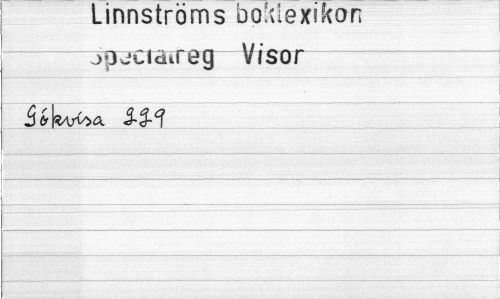 Linnströms boklexikon
Specialreg Visor
Gökvisa 229